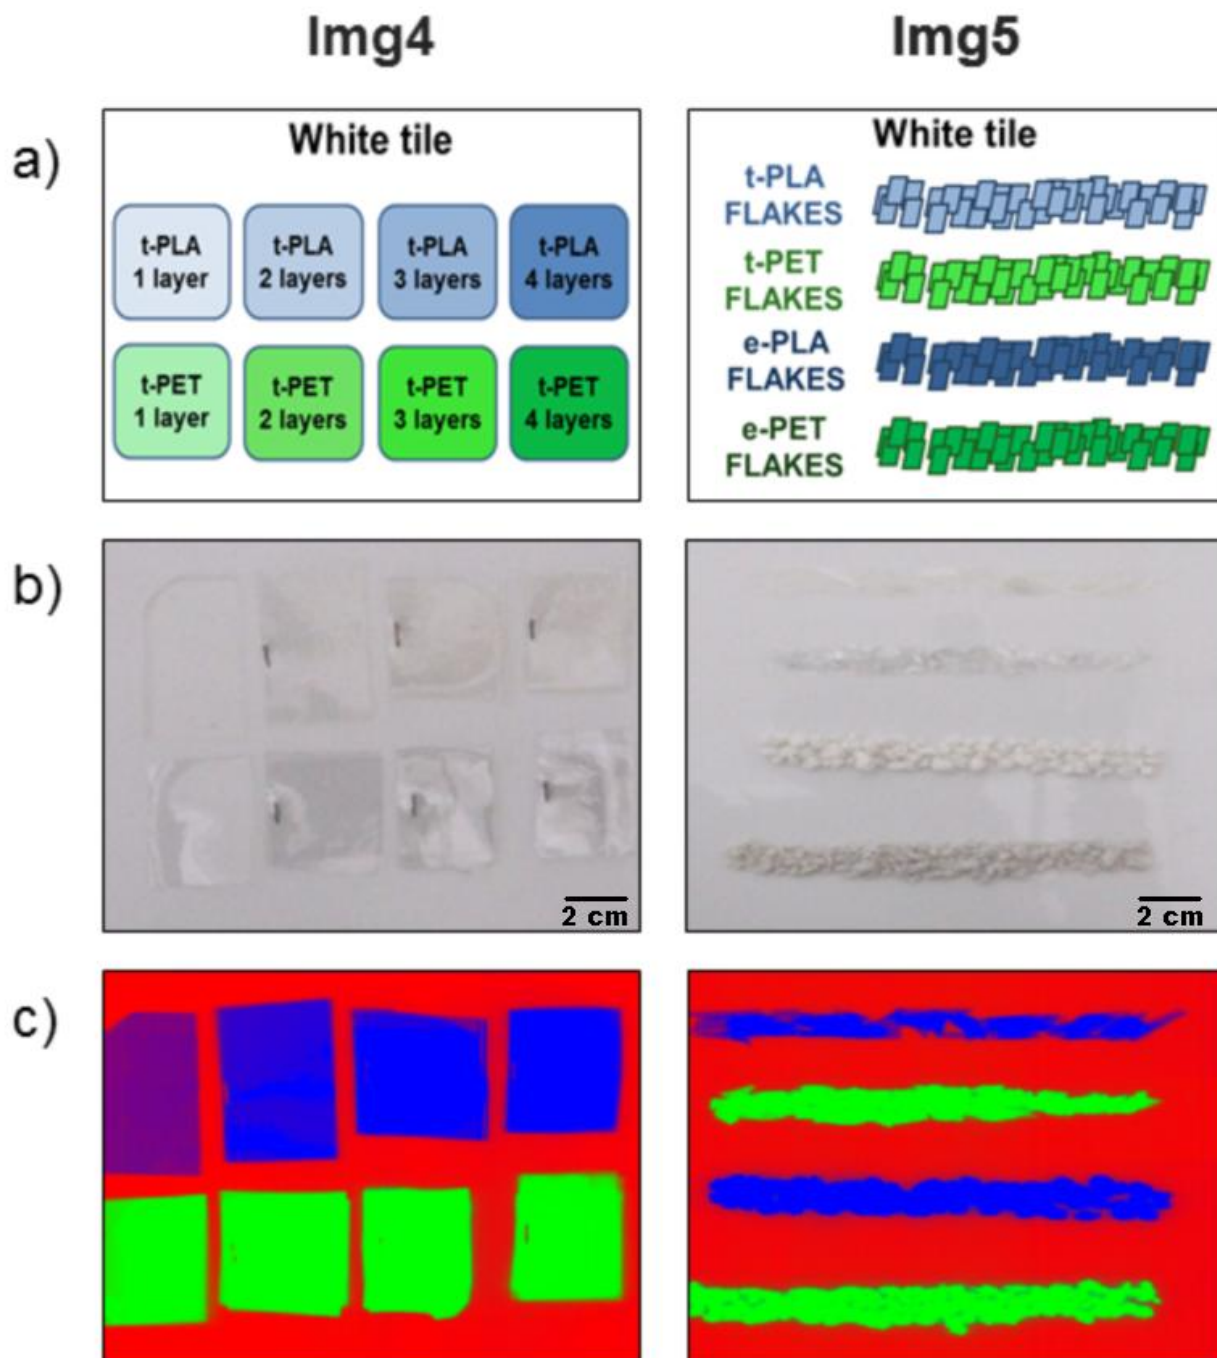 Img4
Img5
a)
White tile
t-PLA
1 layer
t-PLA
2 layers
t-PLA
3 layers
t-PLA
4 layers
t-PET
1 layer
t-PET
2 layers
t-PET
3 layers
t-PET
4 layers
White tile
t-PLA
FLAKES
t-PET
FLAKES
e-PLA
FLAKES
e-PET
FLAKES
b)
2 cm
2 cm
c)